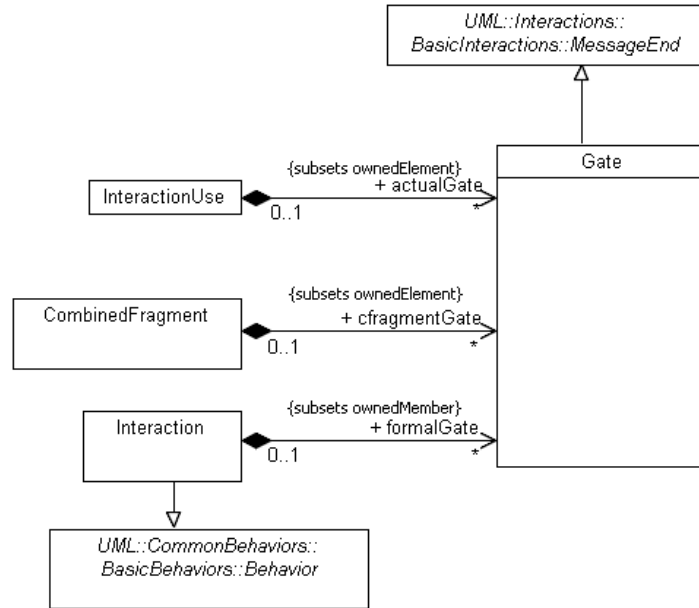 UML::Interactions::
BasicInteractions::MessageEnd
Gate
{subsets ownedElement}
+ actualGate
InteractionUse
0..1
*
{subsets ownedElement}
+ cfragmentGate
CombinedFragment
0..1
*
{subsets ownedMember}
+ formalGate
Interaction
0..1
*
UML::CommonBehaviors::
BasicBehaviors::Behavior